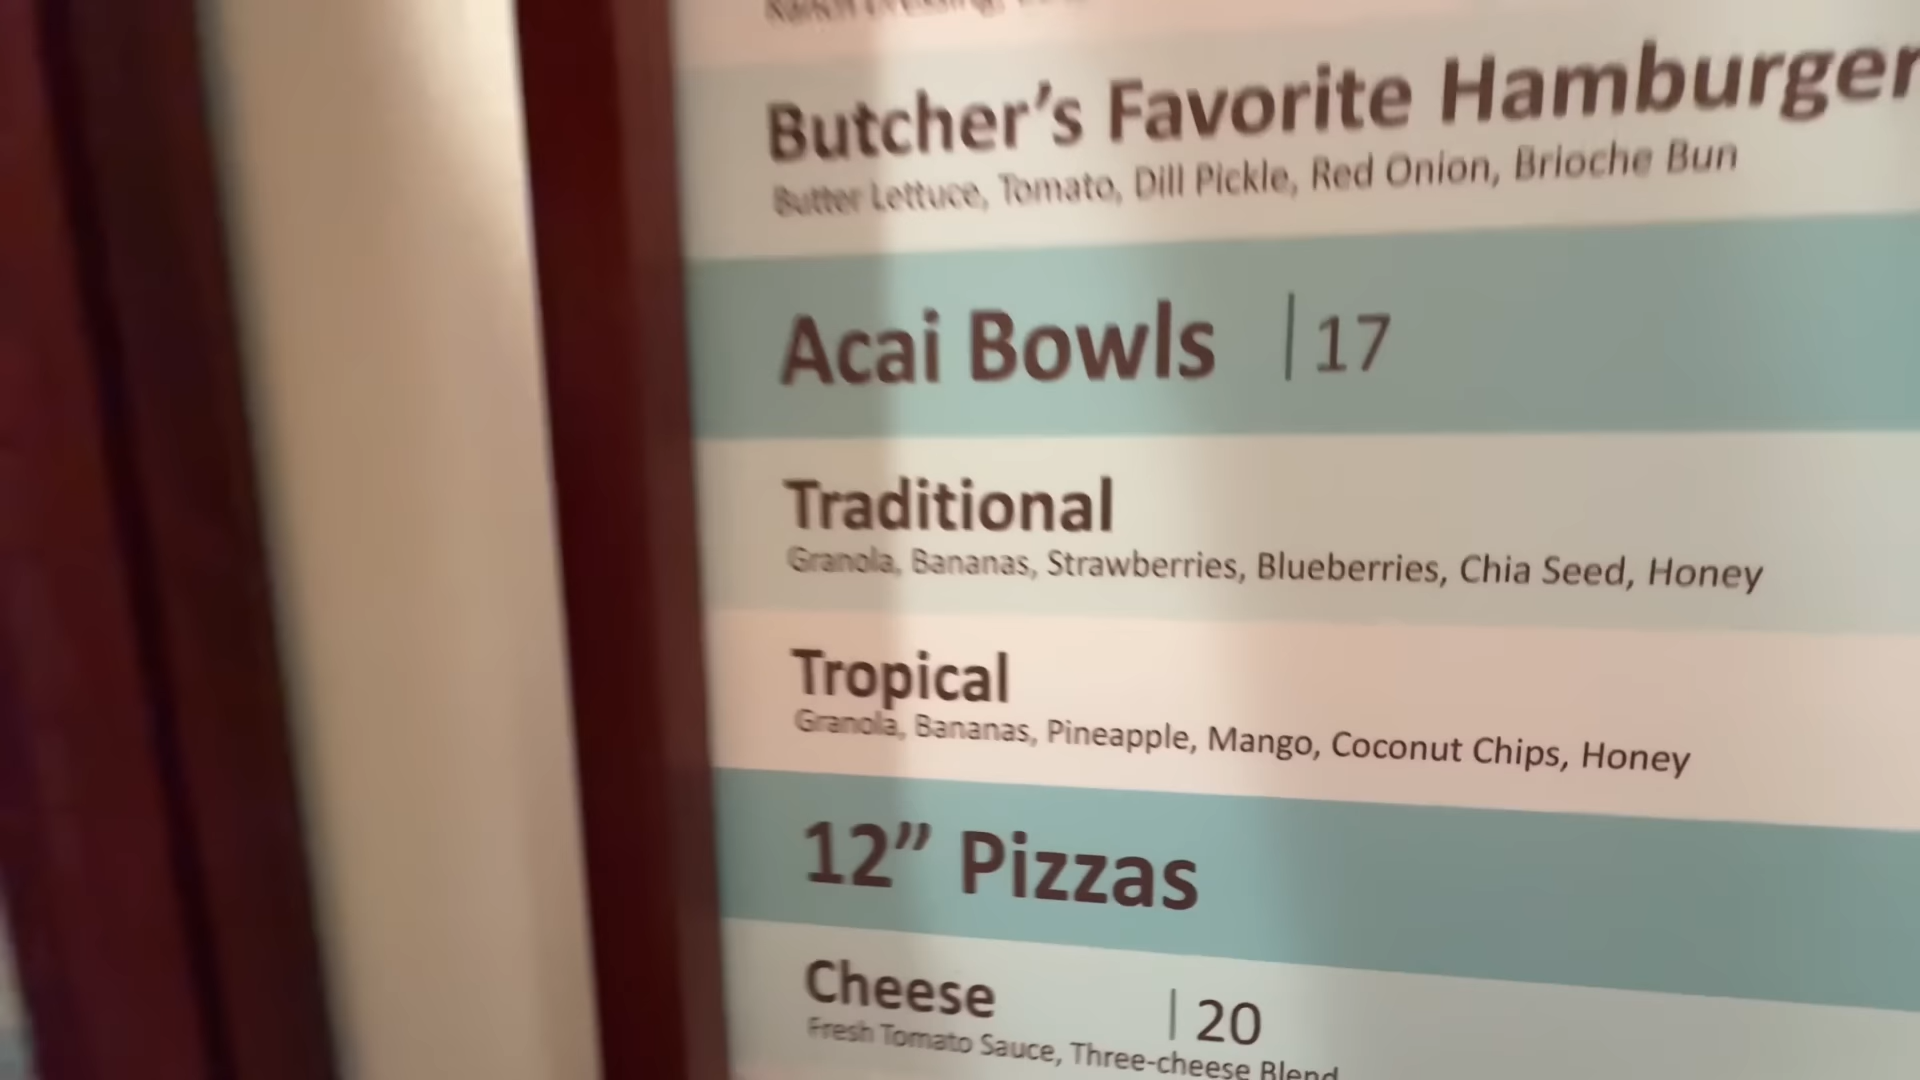 Butcher’s Favorite Hamburger
Butter Lettuce, Tomato, Dill Pickle, Red Onion, Brioche Bun
Acai Bowls | 17
Traditional
Granola, Bananas, Strawberries, Blueberries, Chia Seed, Honey
Tropical
Granola, Bananas, Pineapple, Mango, Coconut Chips, Honey
12” Pizzas
Cheese | 20
Fresh Tomato Sauce, Three-cheese Blend